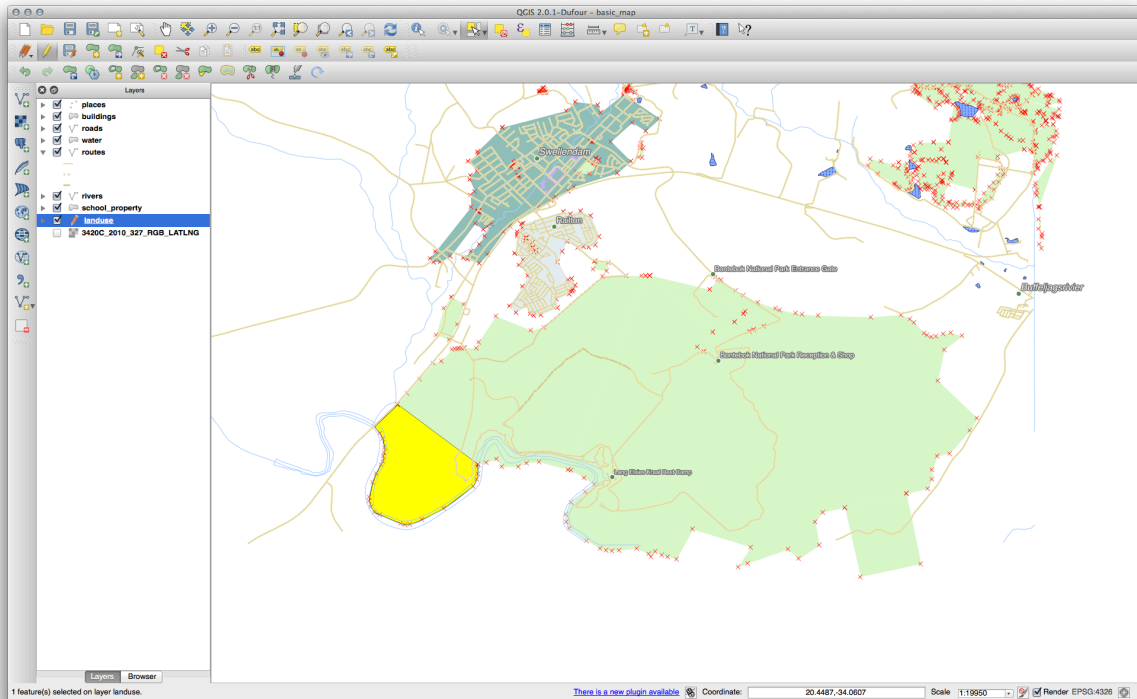 QGIS 2.0.1-Dufour - basic_map
Layers
places
buildings
roads
water
routes
rivers
school_property
landuse
3420C_2010_327_RGB_LATLNG
Swellendam
Railton
Bontebok National Park Entrance Gate
Buffeljagsrivier
Bontebok National Park Reception & Shop
Lang Elsies Kraal Rest Camp
Layers
Browser
1 feature(s) selected on layer landuse.
There is a new plugin available
Coordinate:
20.4487,-34.0607
Scale
1:19950
Render
EPSG:4326